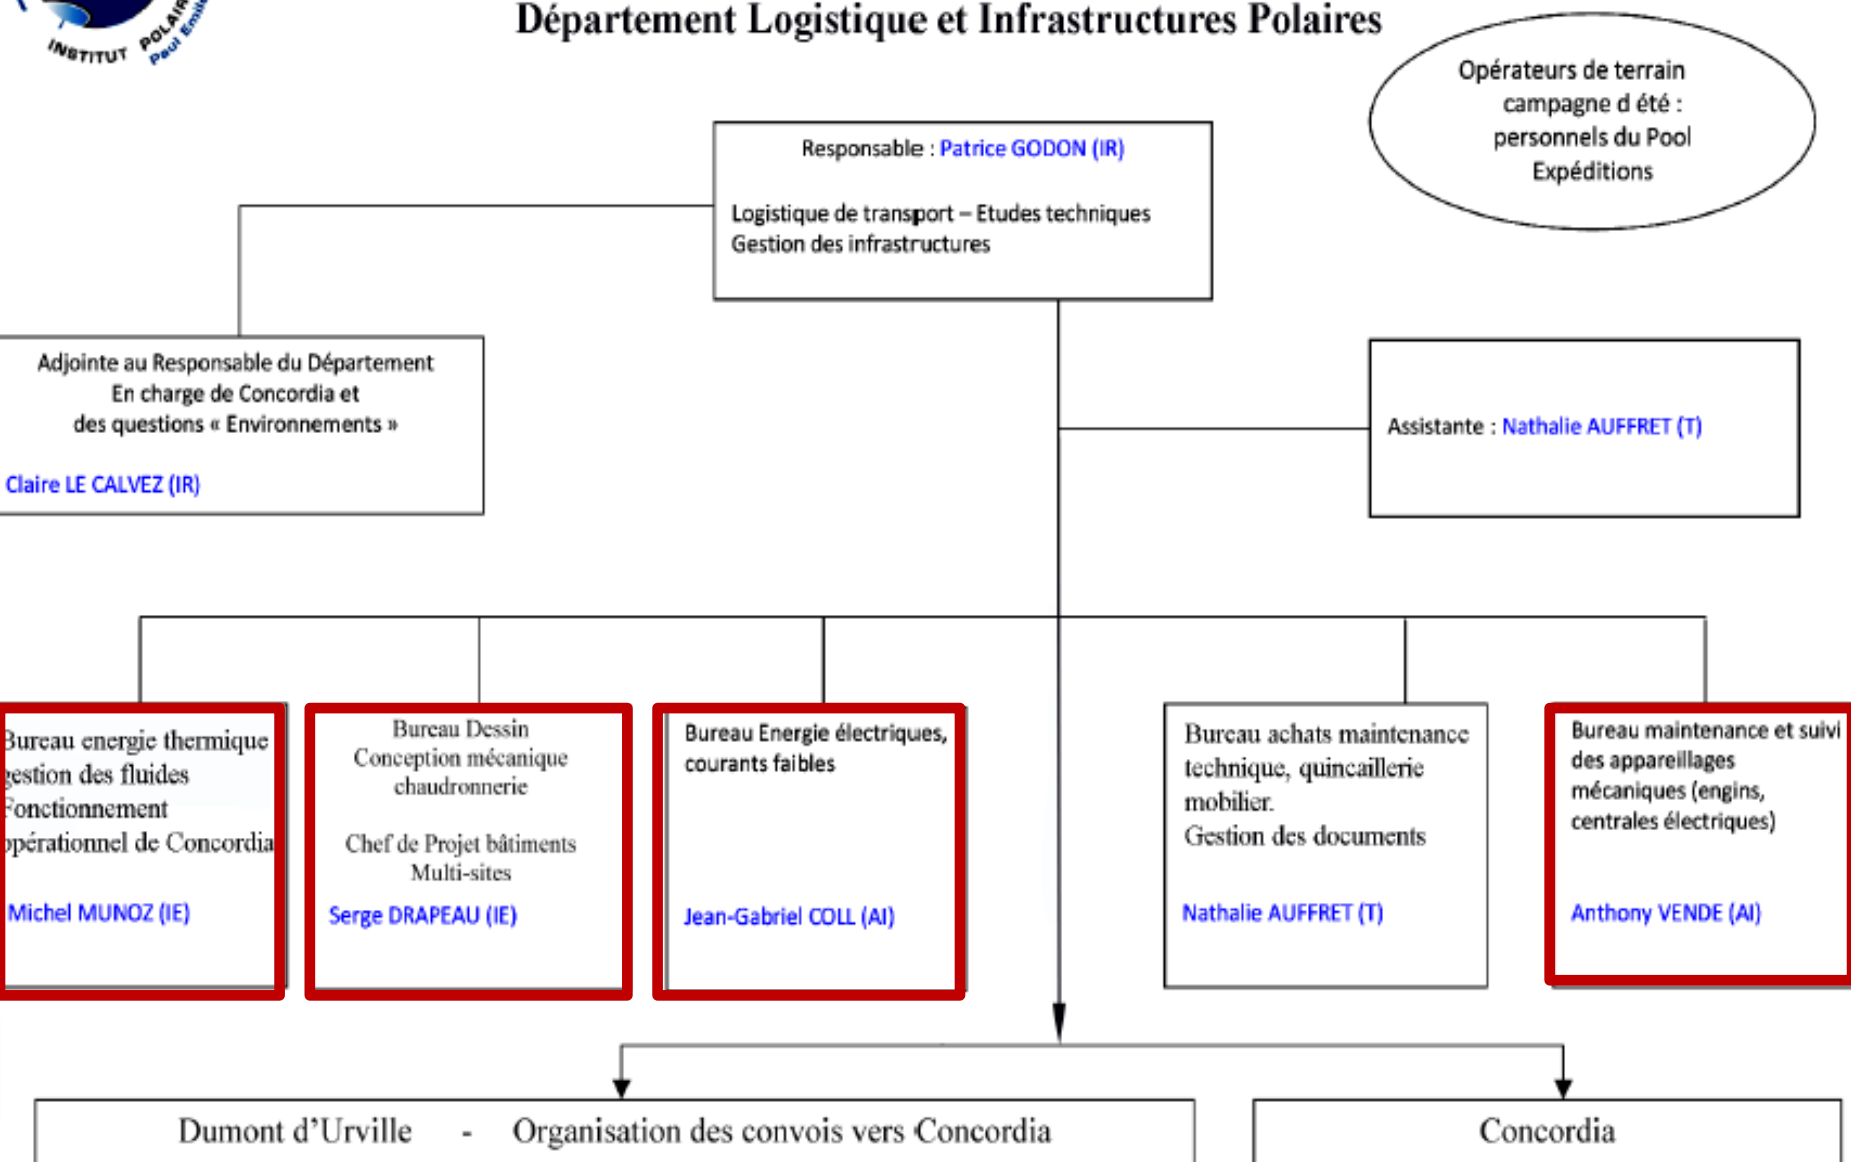 INSTITUT POLAIRE
Paul Emile
Département Logistique et Infrastructures Polaires
Opérateurs de terrain
campagne d été :
personnels du Pool
Expéditions
Responsable : Patrice GODON (IR)
Logistique de transport – Etudes techniques
Gestion des infrastructures
Adjointe au Responsable du Département
En charge de Concordia et
des questions « Environnements »
Claire LE CALVEZ (IR)
Assistante : Nathalie AUFFRET (T)
Bureau energie thermique
gestion des fluides
Fonctionnement
opérationnel de Concordia
Michel MUNOZ (IE)
Bureau Dessin
Conception mécanique
chaudronnerie
Chef de Projet bâtiments
Multi-sites
Serge DRAPEAU (IE)
Bureau Energie électriques,
courants faibles
Jean-Gabriel COLL (AI)
Bureau achats maintenance
technique, quincaillerie
mobilier.
Gestion des documents
Nathalie AUFFRET (T)
Bureau maintenance et suivi
des appareillages
mécaniques (engins,
centrales électriques)
Anthony VENDE (AI)
Dumont d’Urville - Organisation des convois vers Concordia
Concordia